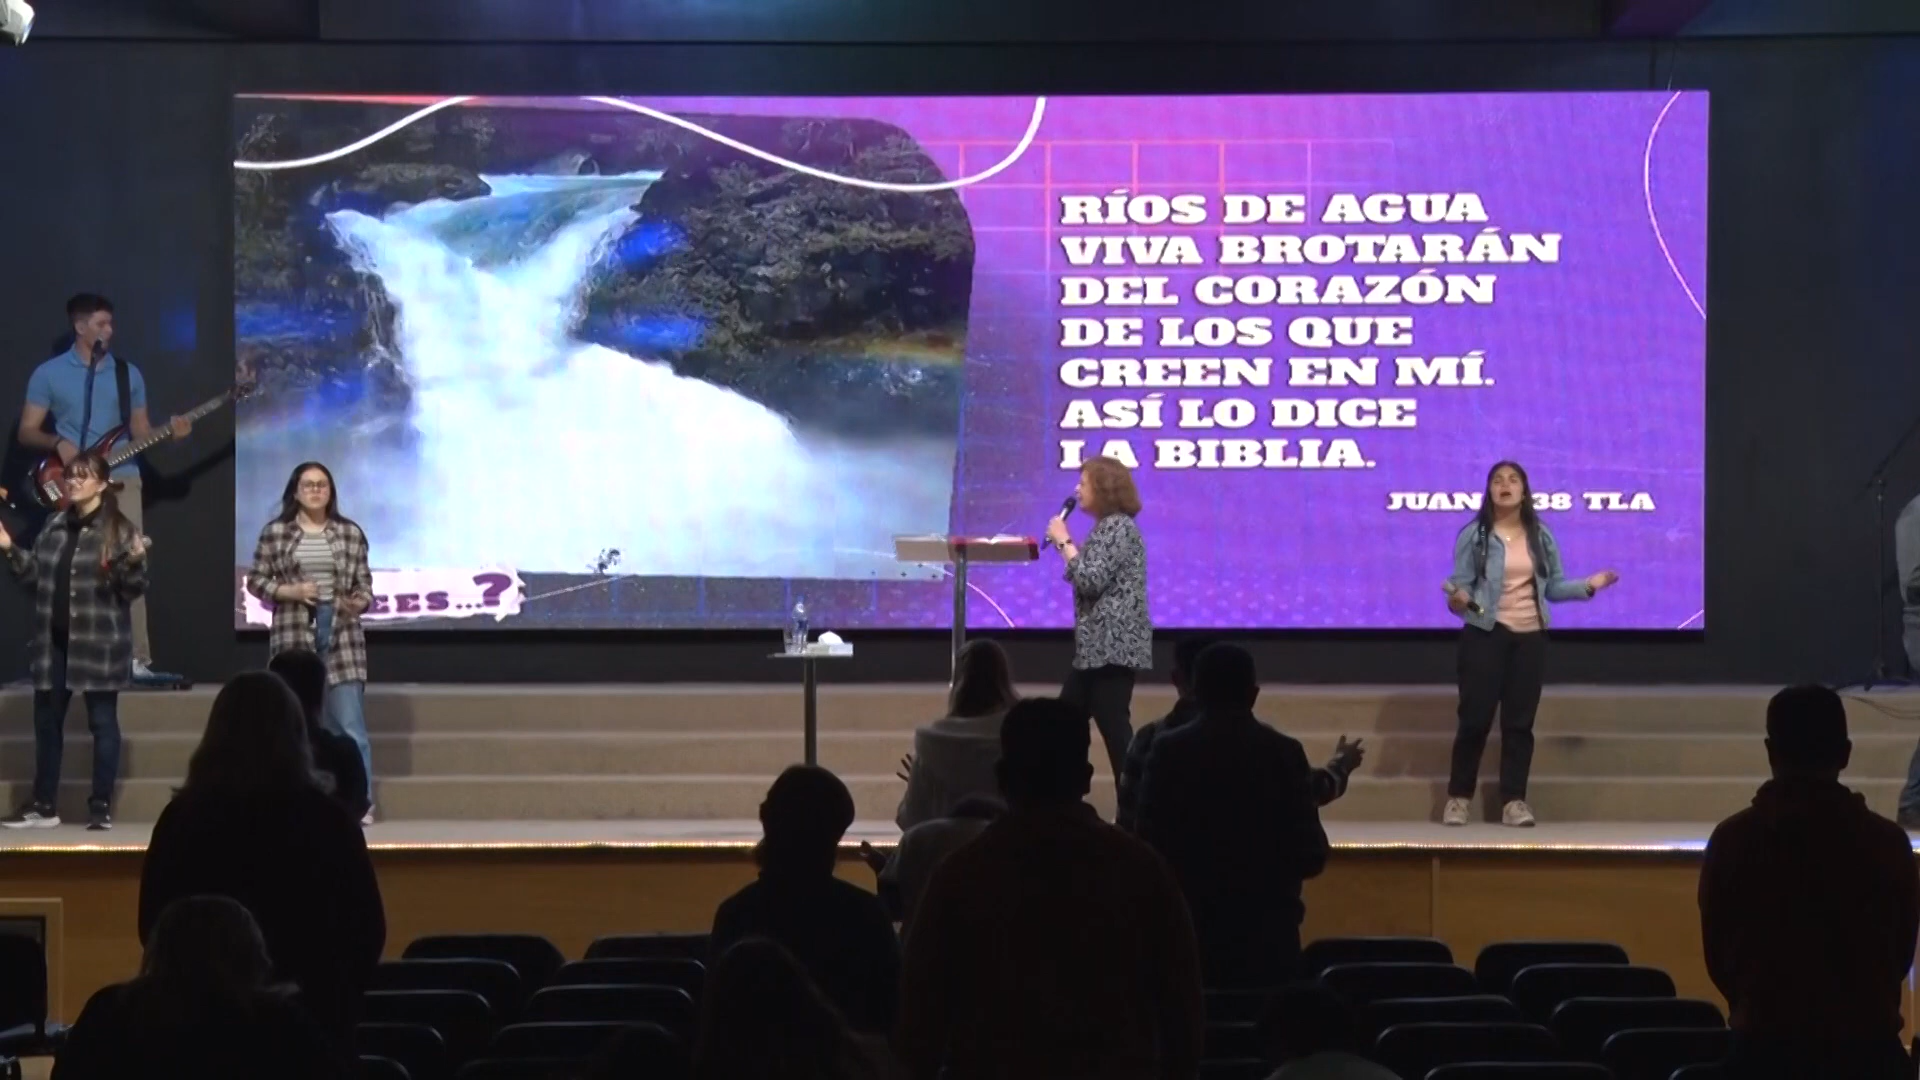 RÍOS DE AGUA
VIVA BROTARÁN
DEL CORAZÓN
DE LOS QUE
CREEN EN MÍ.
ASÍ LO DICE
LA BIBLIA.
38 TLA